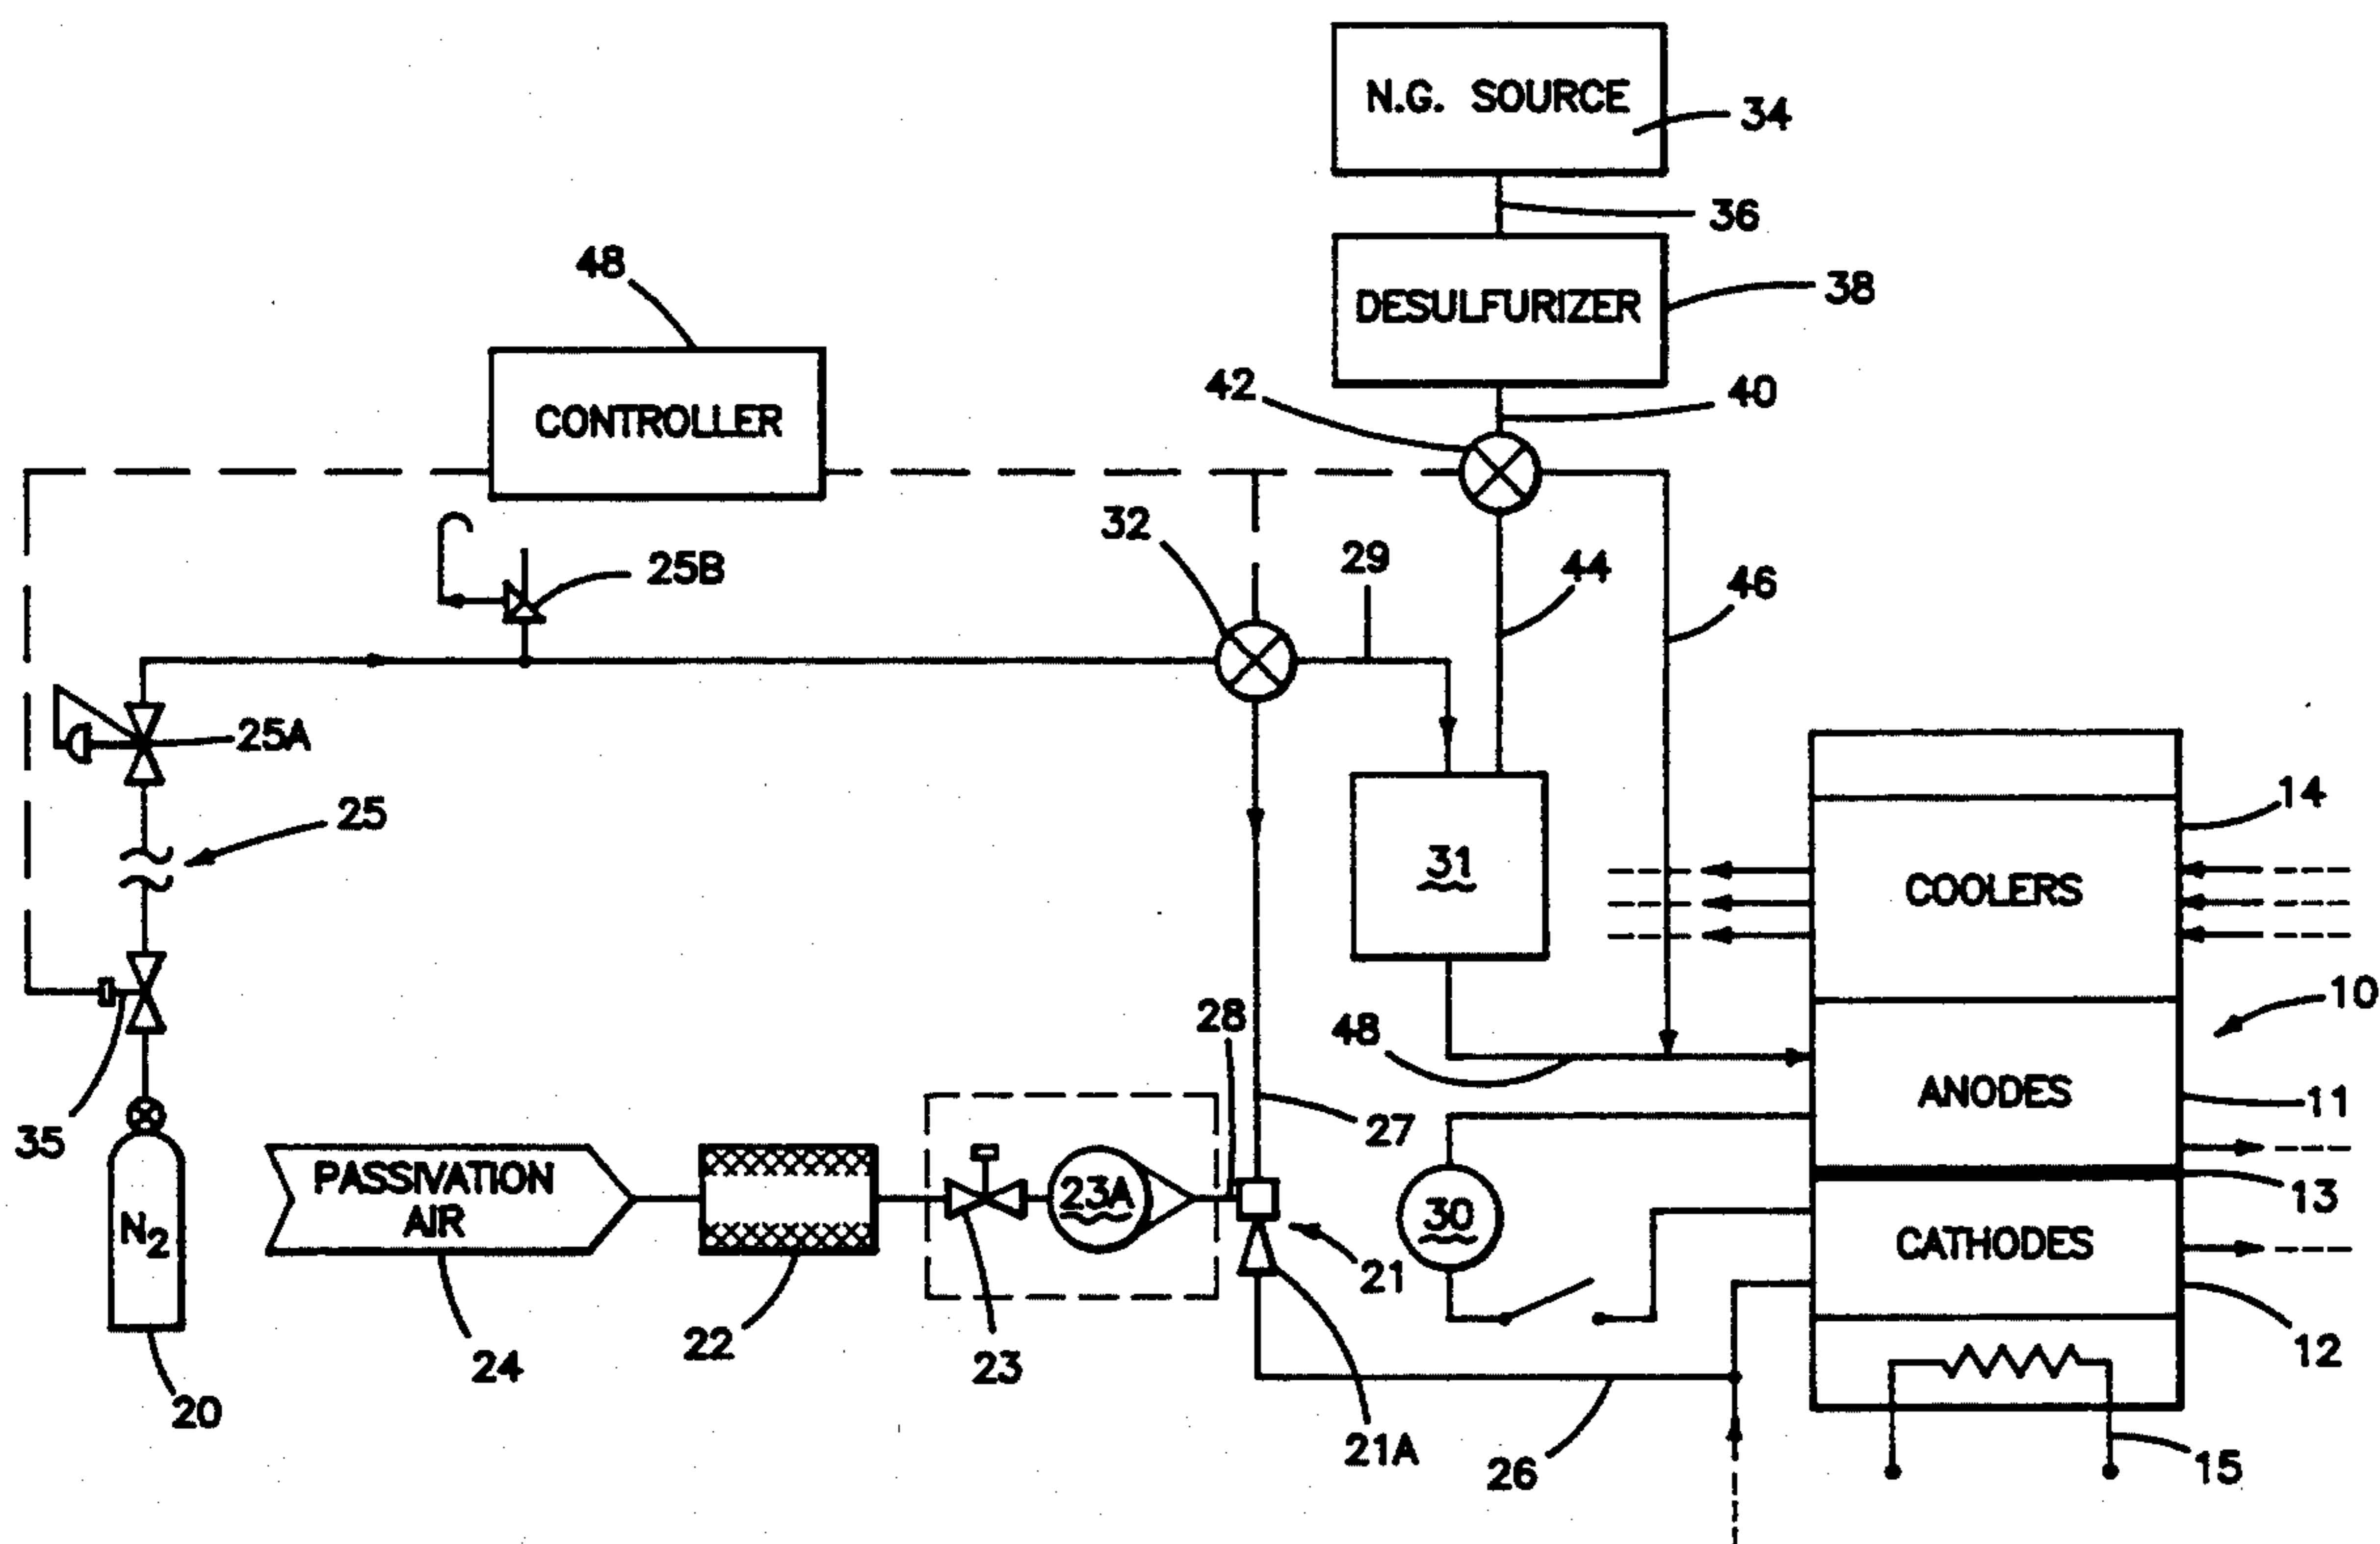 N.G. SOURCE
34
36
48
DESULFURIZER
38
42
40
CONTROLLER
32
29
44
46
25B
25A
25
14
31
COOLERS
10
28
48
ANODES
11
27
35
PASSIVATION
AIR
23A
30
13
N2
CATHODES
21
24
22
23
12
20
21A
26
15